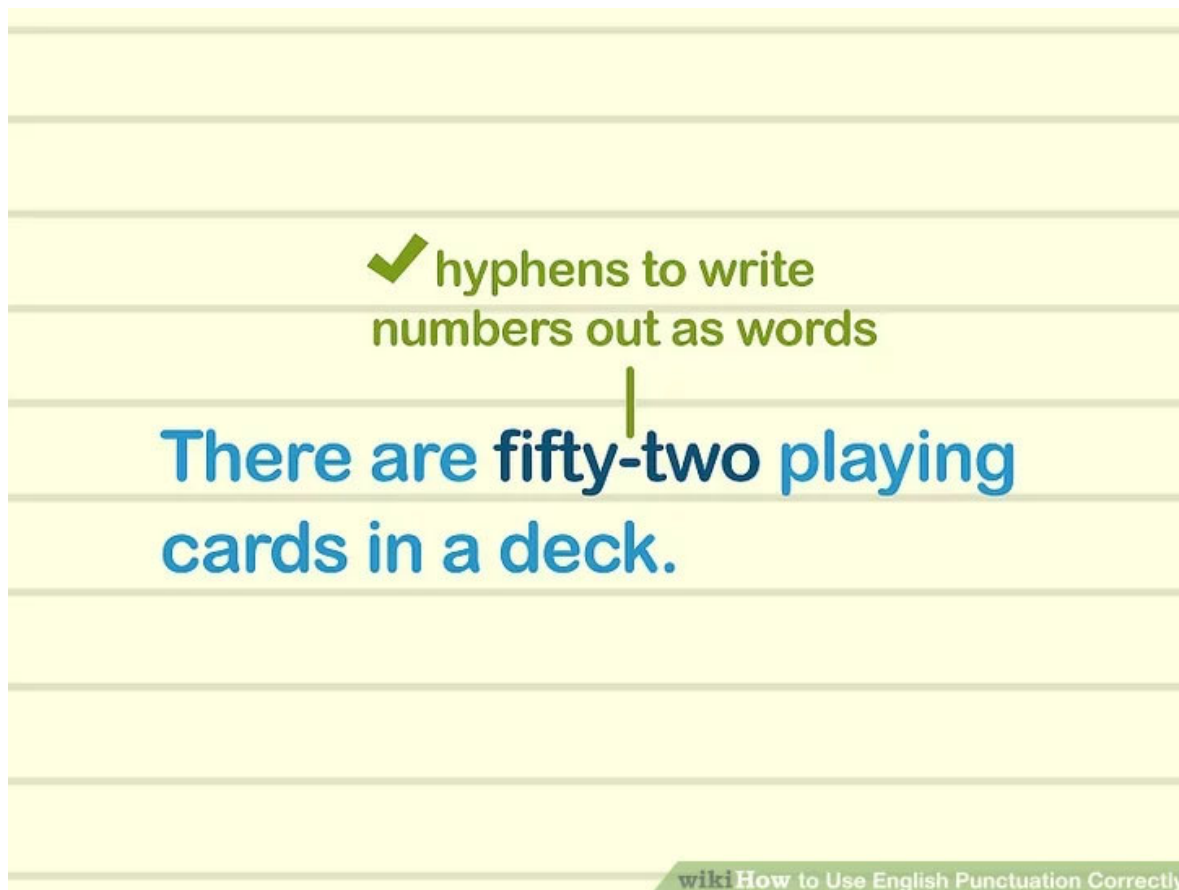 ✔ hyphens to write
numbers out as words
There are fifty-two playing
cards in a deck.
wikiHow to Use English Punctuation Correctly